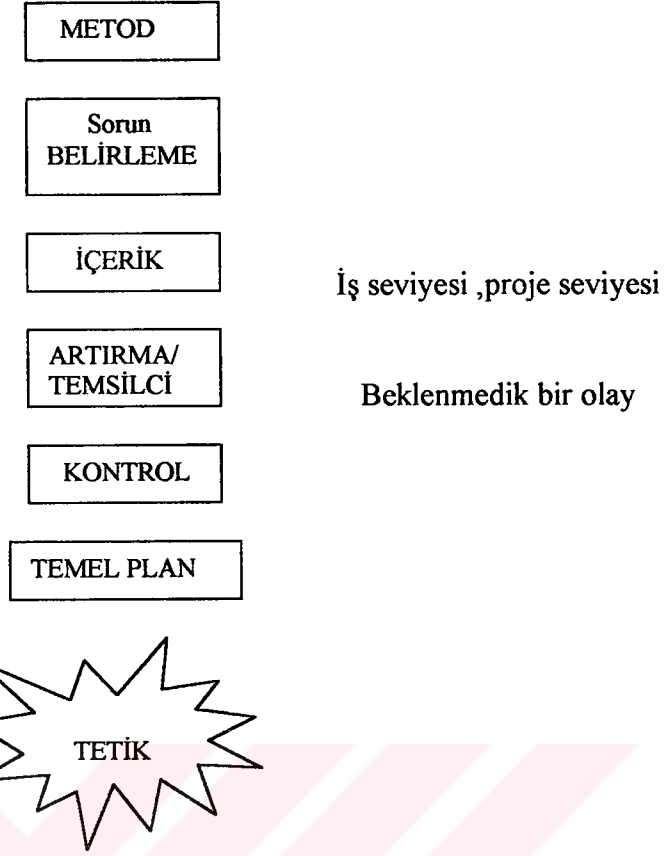 METOD
Sorun
BELİRLEME
İÇERİK
İş seviyesi ,proje seviyesi
ARTIRMA/
TEMSİLCİ
Beklenmedik bir olay
KONTROL
TEMEL PLAN
TETİK